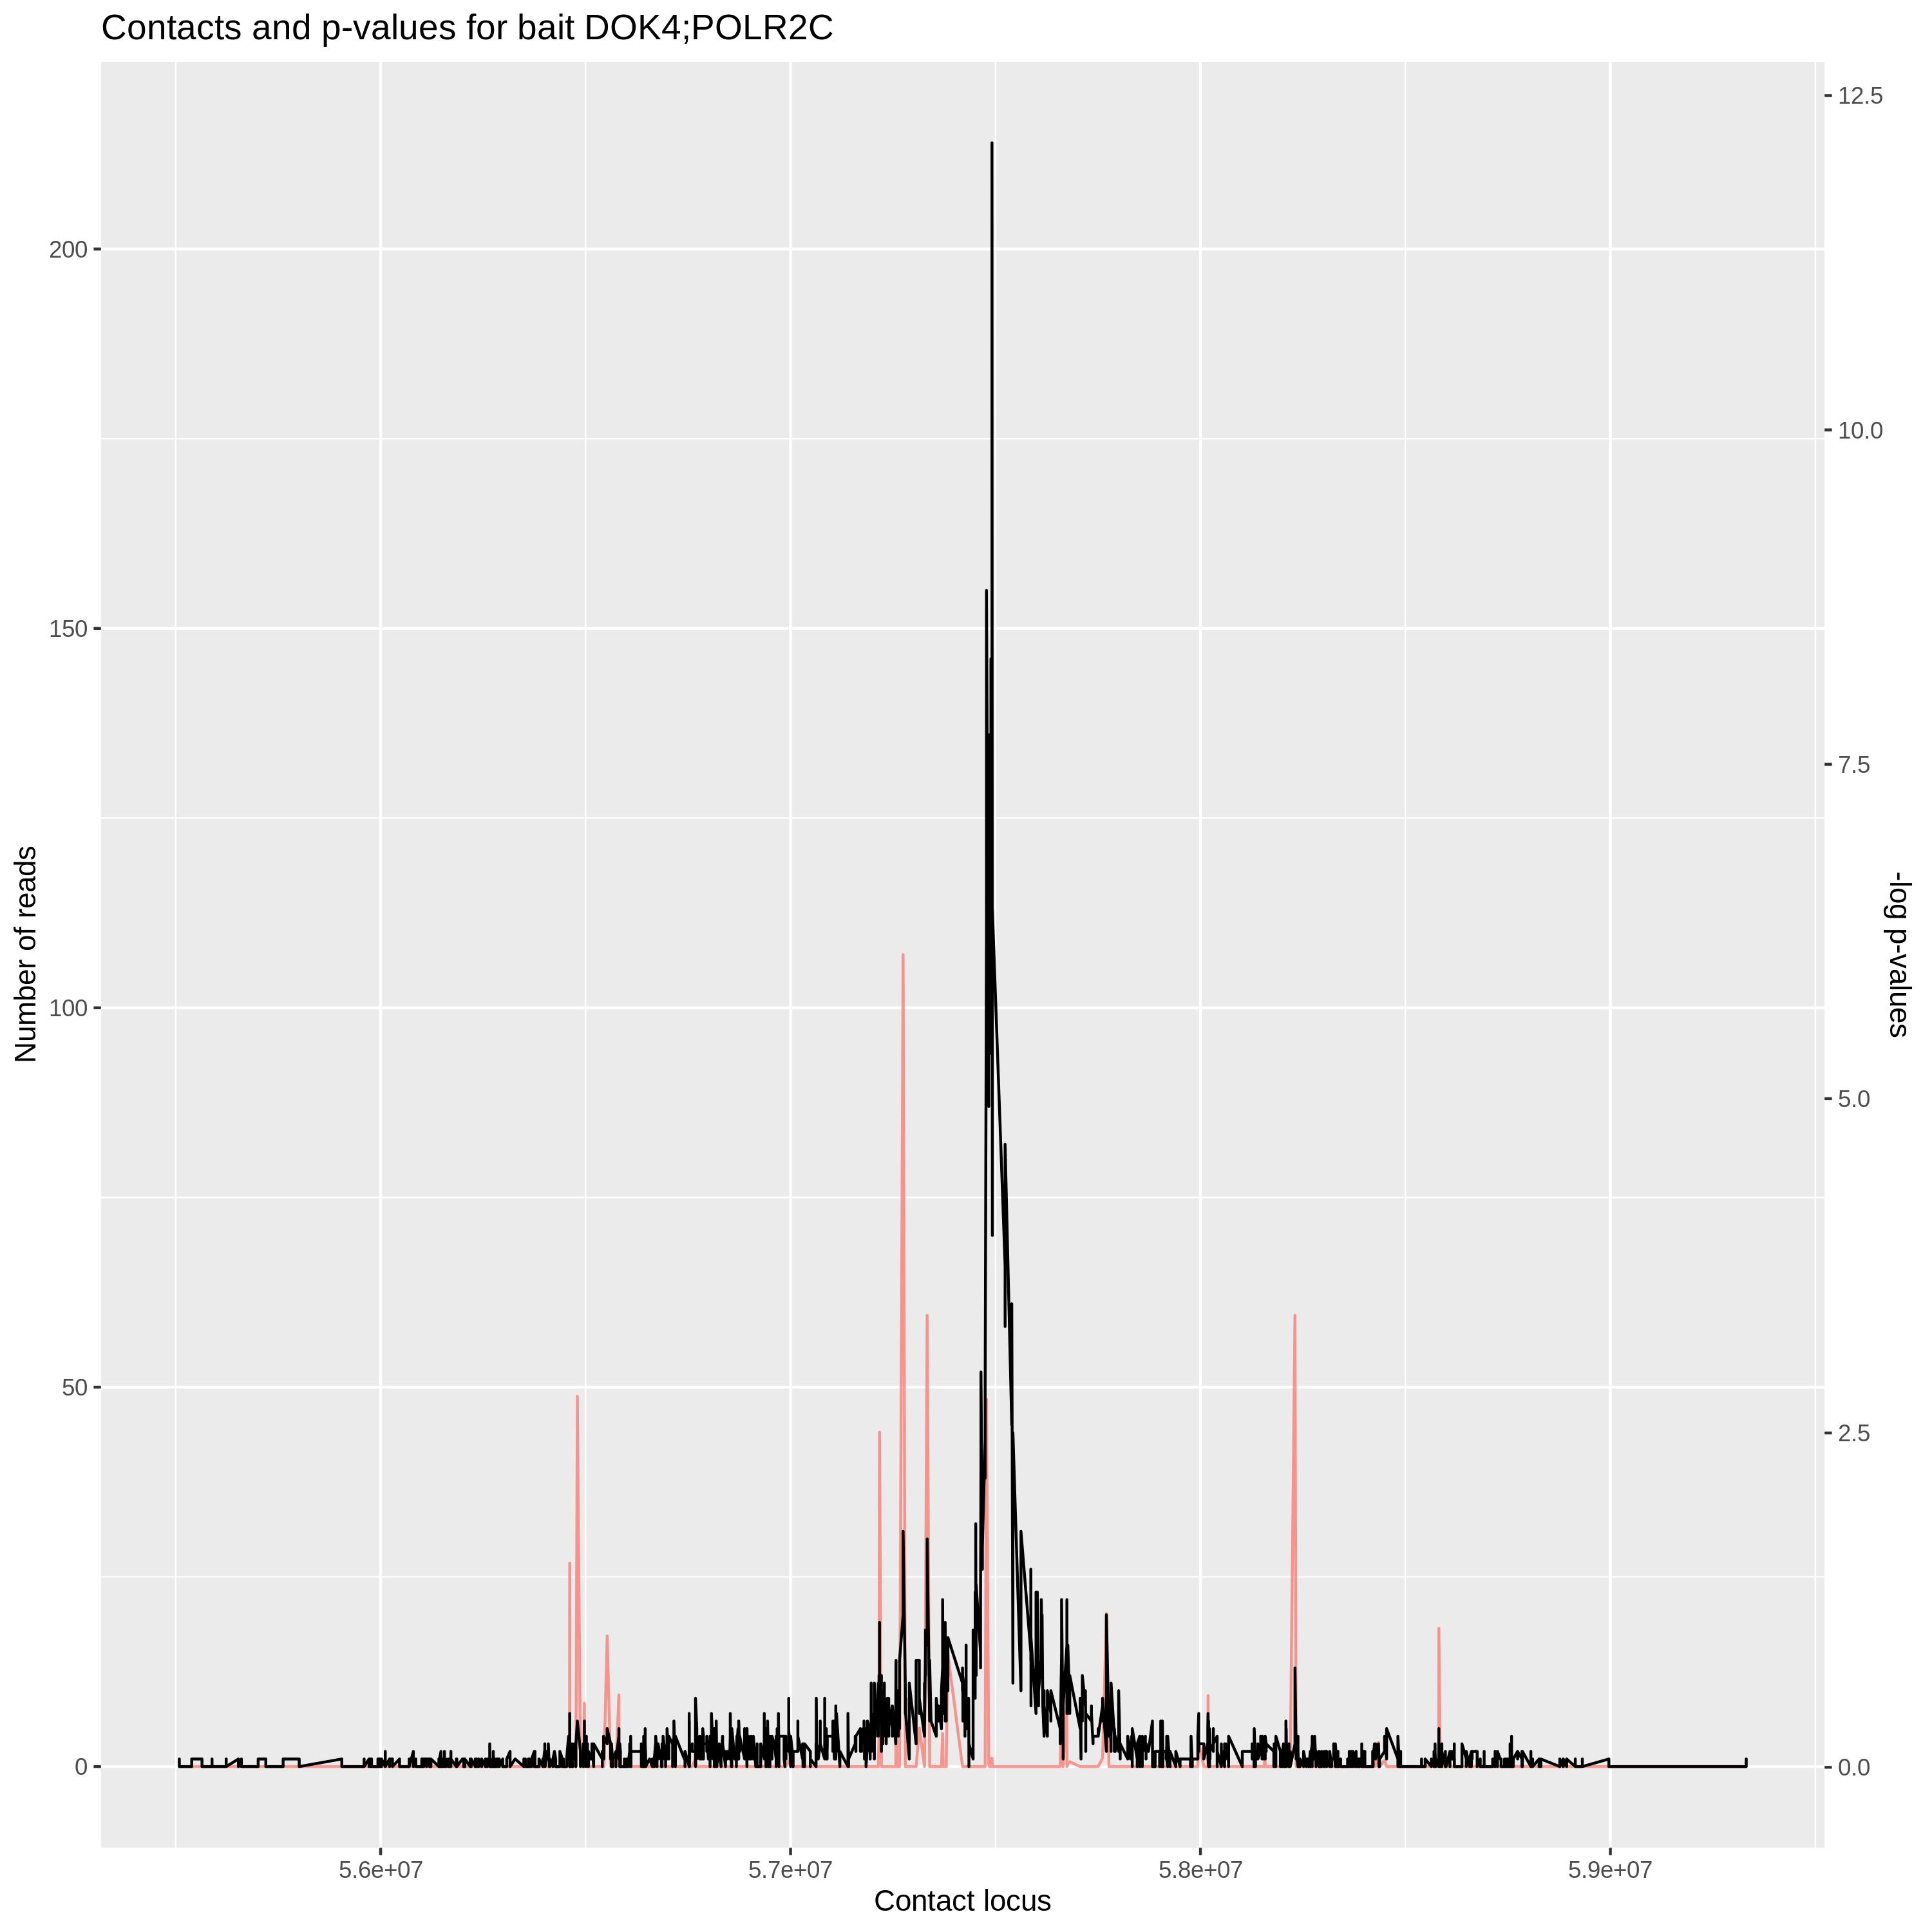 Contacts and p-values for bait DOK4;POLR2C
12.5
200
10.0
150
7.5
Number of reads
-log p-values
100
5.0
50
2.5
0
0.0
5.6e+07
5.7e+07
5.8e+07
5.9e+07
Contact locus